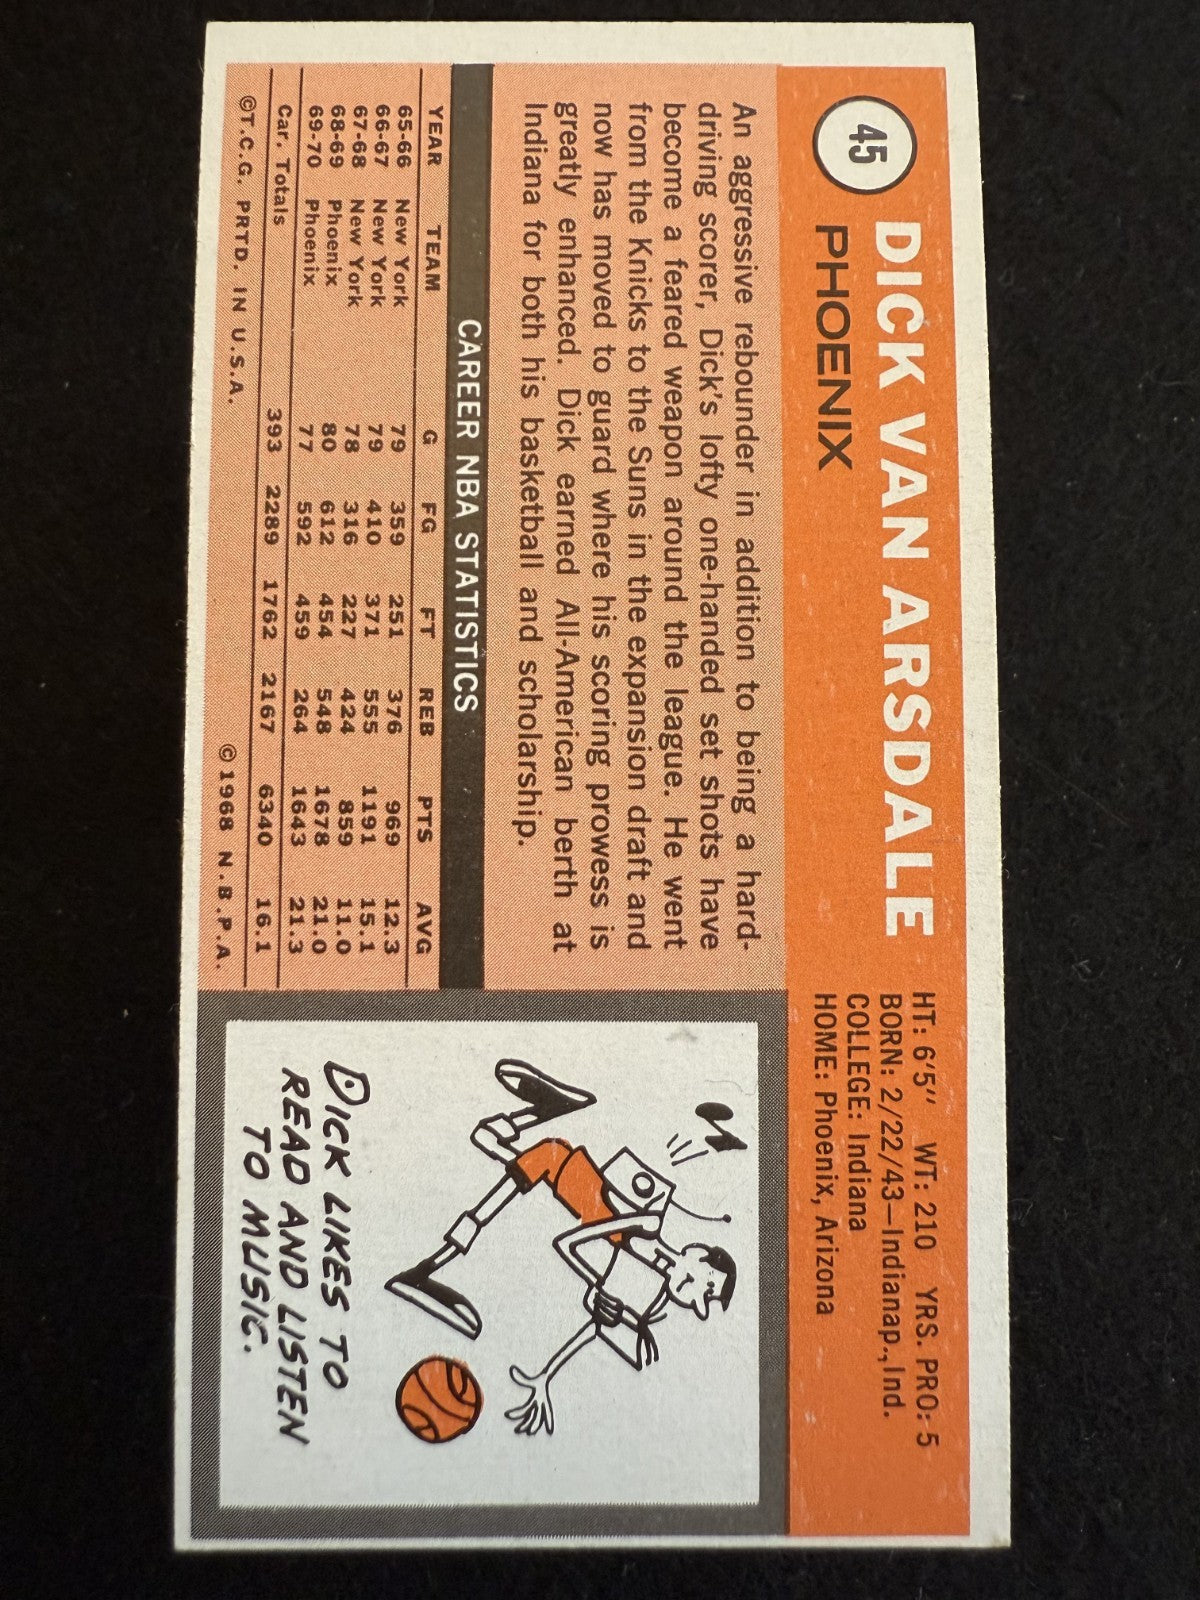 45
DICK VAN ARSDALE
PHOENIX
HT: 6'5" WT: 210 YRS. PRO: 5
BORN: 2/22/43—Indianap., Ind.
COLLEGE: Indiana
HOME: Phoenix, Arizona
An aggressive rebounder in addition to being a hard-
driving scorer, Dick's lofty one-handed set shots have
become a feared weapon around the league. He went
from the Knicks to the Suns in the expansion draft and
now has moved to guard where his scoring prowess is
greatly enhanced. Dick earned All-American berth at
Indiana for both his basketball and scholarship.
CAREER NBA STATISTICS
YEAR TEAM G FG FT REB PTS AVG
65-66 New York 79 359 251 376 969 12.3
66-67 New York 79 410 371 555 1191 15.1
67-68 New York 78 316 227 424 859 11.0
68-69 Phoenix 80 612 454 548 1678 21.0
69-70 Phoenix 77 592 459 264 1643 21.3
Car. Totals 393 2289 1762 2167 6340 16.1
©T.C.G. PRTD. IN U.S.A. ©1968 N.B.P.A.
DICK LIKES TO
READ AND LISTEN
TO MUSIC.